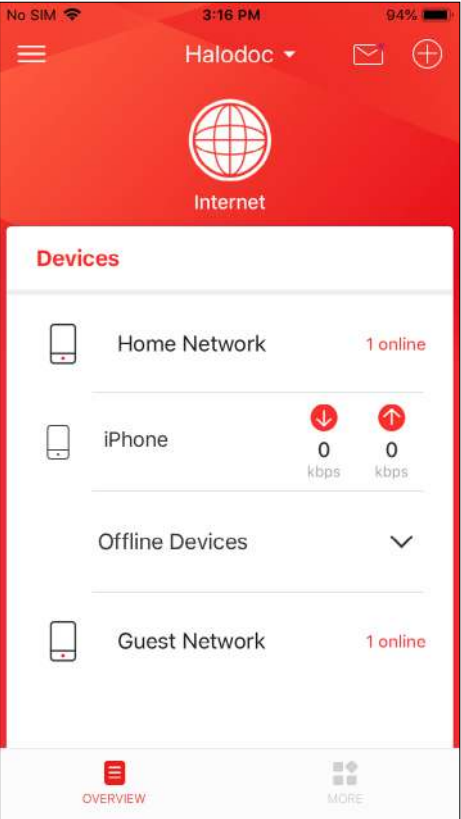 No SIM 3:16 PM 94%
Halodoc
Internet
Devices
Home Network 1 online
iPhone 0 0
kbps kbps
Offline Devices
Guest Network 1 online
OVERVIEW MORE